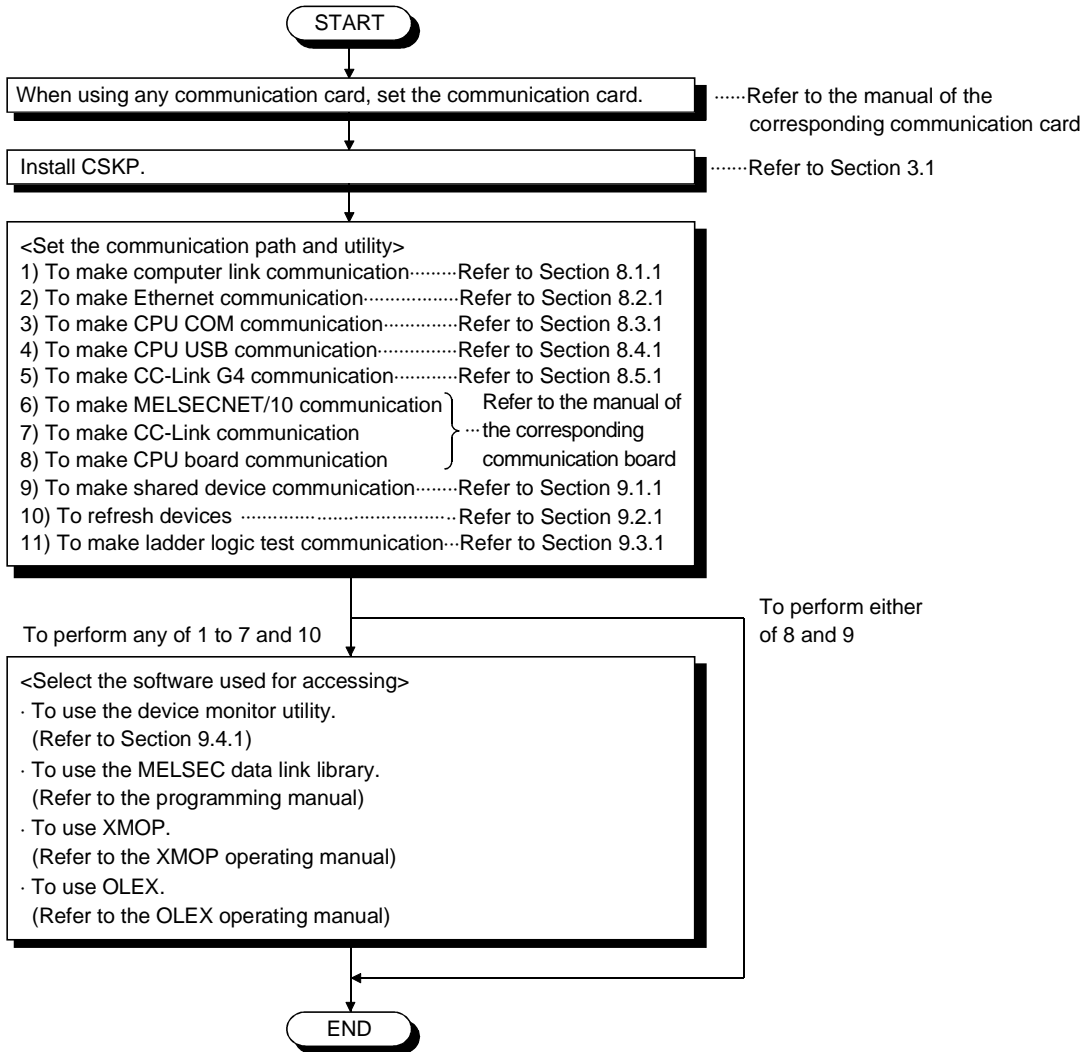 START
When using any communication card, set the communication card.
······Refer to the manual of the
corresponding communication card
Install CSKP.
·······Refer to Section 3.1
<Set the communication path and utility>
1) To make computer link communication·········Refer to Section 8.1.1
2) To make Ethernet communication··················Refer to Section 8.2.1
3) To make CPU COM communication··············Refer to Section 8.3.1
4) To make CPU USB communication···············Refer to Section 8.4.1
5) To make CC-Link G4 communication············Refer to Section 8.5.1
6) To make MELSECNET/10 communication
7) To make CC-Link communication
8) To make CPU board communication
Refer to the manual of
···the corresponding
communication board
9) To make shared device communication········Refer to Section 9.1.1
10) To refresh devices ·········································Refer to Section 9.2.1
11) To make ladder logic test communication···Refer to Section 9.3.1
To perform any of 1 to 7 and 10
To perform either
of 8 and 9
<Select the software used for accessing>
· To use the device monitor utility.
(Refer to Section 9.4.1)
· To use the MELSEC data link library.
(Refer to the programming manual)
· To use XMOP.
(Refer to the XMOP operating manual)
· To use OLEX.
(Refer to the OLEX operating manual)
END